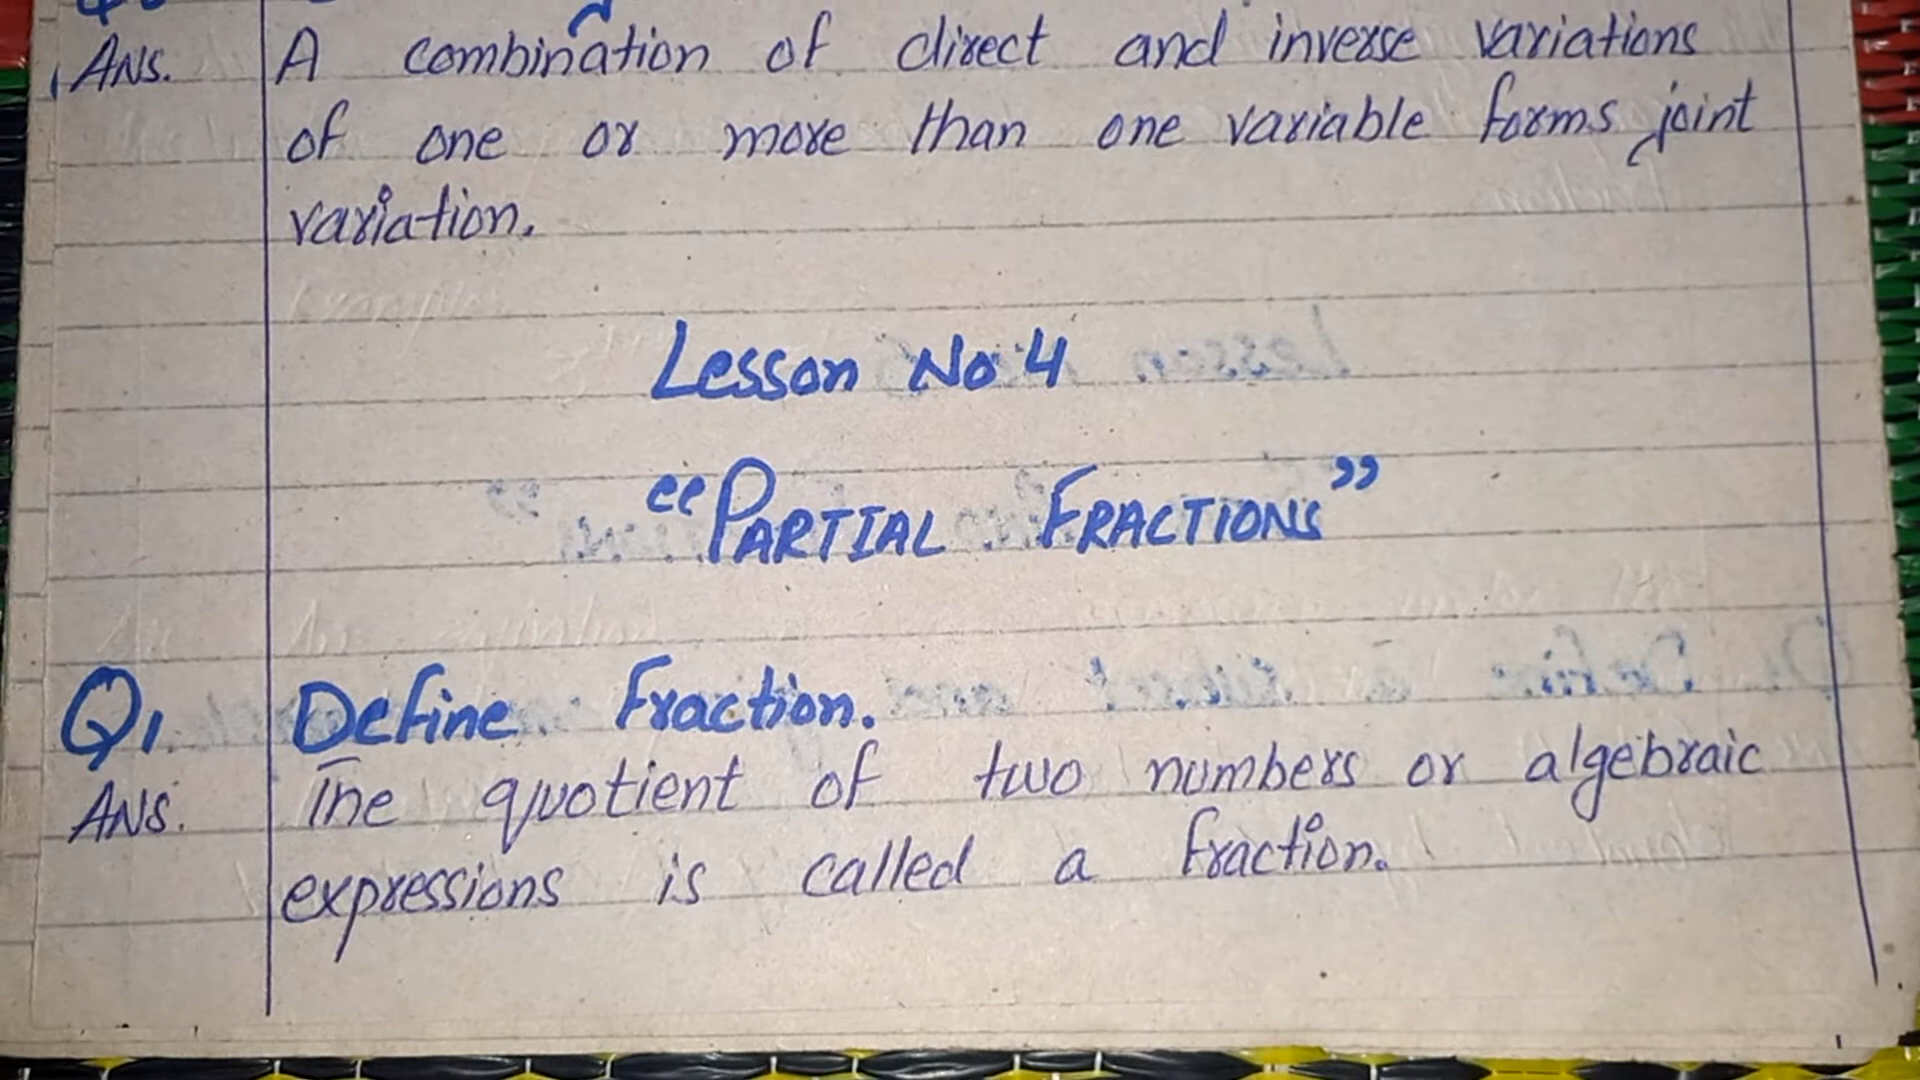 Ans. A combination of direct and inverse variations
of one or more than one variable forms joint
variation.
Lesson No 4
"PARTIAL FRACTIONS"
Q1 Define Fraction.
Ans. The quotient of two numbers or algebraic
expressions is called a fraction.